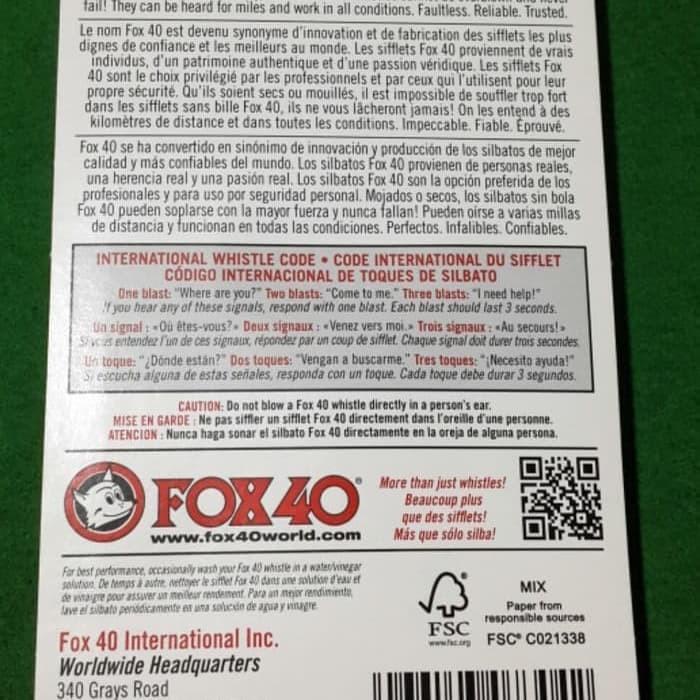 fail! They can be heard for miles and work in all conditions. Faultless. Reliable. Trusted.
Le nom Fox 40 est devenu synonyme d'innovation et de fabrication des sifflets les plus
dignes de confiance et les meilleurs au monde. Les sifflets Fox 40 proviennent de vrais
individus, d'un patrimoine authentique et d'une passion véridique. Les sifflets Fox
40 sont le choix privilégié par les professionnels et par ceux qui l'utilisent pour leur
propre sécurité. Qu'ils soient secs ou mouillés, il est impossible de souffler trop fort
dans les sifflets sans bille Fox 40, ils ne vous lâcheront jamais! On les entend à des
kilomètres de distance et dans toutes les conditions. Impeccable. Fiable. Éprouvé.
Fox 40 se ha convertido en sinónimo de innovación y producción de los silbatos de mejor
calidad y más confiables del mundo. Los silbatos Fox 40 provienen de personas reales,
una herencia real y una pasión real. Los silbatos Fox 40 son la opción preferida de los
profesionales y para uso por seguridad personal. Mojados o secos, los silbatos sin bola
Fox 40 pueden soplarse con la mayor fuerza y nunca fallan! Pueden oirse a varias millas
de distancia y funcionan en todas las condiciones. Perfectos. Infalibles. Confiables.
INTERNATIONAL WHISTLE CODE • CODE INTERNATIONAL DU SIFFLET
CÓDIGO INTERNACIONAL DE TOQUES DE SILBATO
One blast: "Where are you?" Two blasts: "Come to me." Three blasts: "I need help!"
If you hear any of these signals, respond with one blast. Each blast should last 3 seconds.
Un signal : «Où êtes-vous?» Deux signaux : «Venez vers moi.» Trois signaux : «Au secours!»
Si vous entendez l'un de ces signaux, répondez par un coup de sifflet. Chaque signal doit durer trois secondes.
Un toque: "¿Dónde están?" Dos toques: "Vengan a buscarme." Tres toques: "¡Necesito ayuda!"
Si escucha alguna de estas señales, responda con un toque. Cada toque debe durar 3 segundos.
CAUTION: Do not blow a Fox 40 whistle directly in a person's ear.
MISE EN GARDE : Ne pas siffler un sifflet Fox 40 directement dans l'oreille d'une personne.
ATENCION : Nunca haga sonar el silbato Fox 40 directamente en la oreja de alguna persona.
FOX 40®
www.fox40world.com
More than just whistles!
Beaucoup plus
que des sifflets!
Más que sólo silba!
For best performance, occasionally wash your Fox 40 whistle in a water/vinegar
solution. De temps à autre, nettoyer le sifflet Fox 40 dans une solution d'eau et
de vinaigre pour assurer un meilleur rendement. Para un mejor rendimiento,
lave el silbato periódicamente en una solución de agua y vinagre.
FSC
www.fsc.org
MIX
Paper from
responsible sources
FSC® C021338
Fox 40 International Inc.
Worldwide Headquarters
340 Grays Road